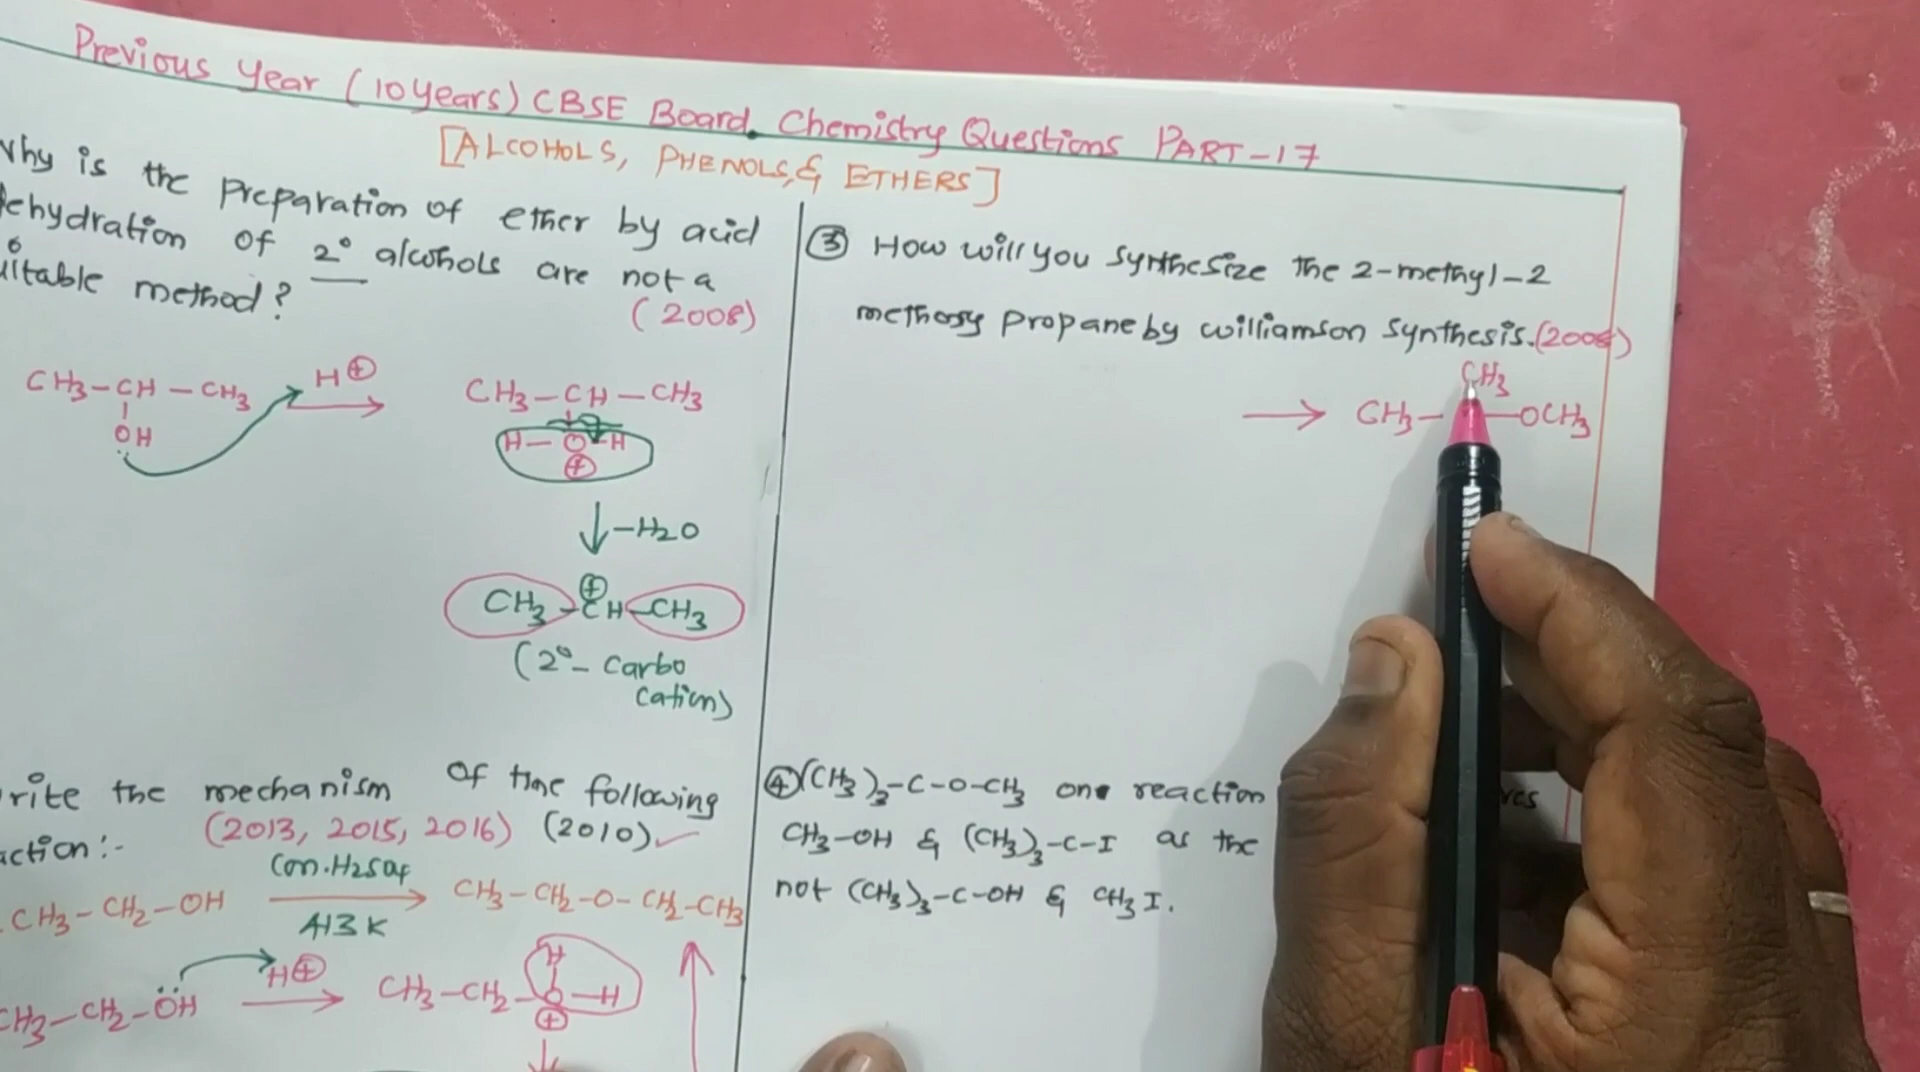 Previous Year (10 years) CBSE Board Chemistry Questions PART-17
[ALCOHOLS, PHENOLS, & ETHERS]
Why is the preparation of ether by acid
dehydration of 2° alcohols are not a
suitable method?
(2008)
CH3-CH-CH3
OH
H⊕
CH3-CH-CH3
H-O-H
⊕
-H2O
CH3-CH-CH3
⊕
(2°- carbo
cation)
rite the mechanism of the following
action:- (2013, 2015, 2016) (2010)
CH3-CH2-OH
Con.H2SO4
413K
CH3-CH2-O-CH2-CH3
CH3-CH2-ÖH
H⊕
H
CH3-CH2-O-H
⊕
③ How will you synthesize the 2-methyl-2
methoxy propane by williamson synthesis. (2008)
CH3
CH3- -OCH3
④ (CH3)3-C-O-CH3 on reaction
CH3-OH & (CH3)3-C-I as the
not (CH3)3-C-OH & CH3I.